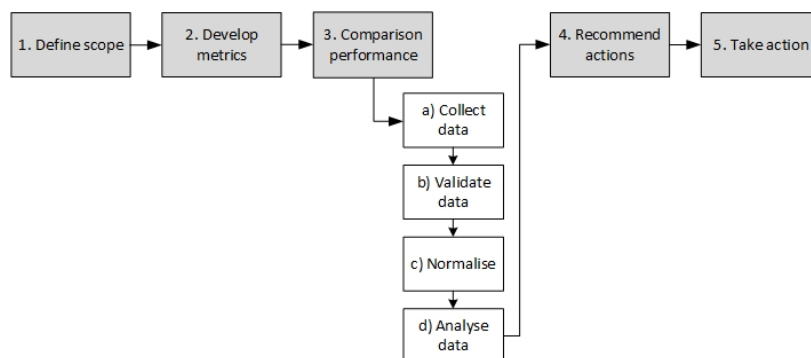 1. Define scope
2. Develop
metrics
3. Comparison
performance
a) Collect
data
b) Validate
data
c) Normalise
d) Analyse
data
4. Recommend
actions
5. Take action